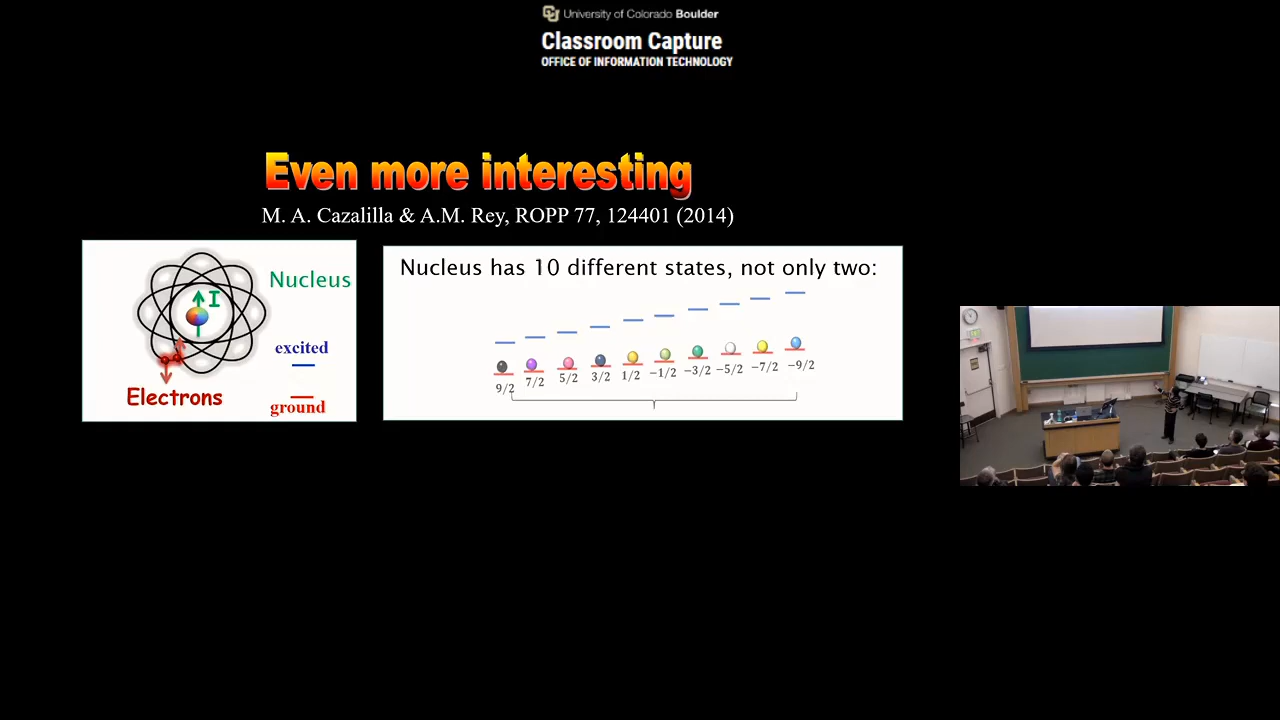 University of Colorado Boulder
Classroom Capture
OFFICE OF INFORMATION TECHNOLOGY
Even more interesting
M. A. Cazalilla & A.M. Rey, ROPP 77, 124401 (2014)
Nucleus
I
excited
Electrons
ground
Nucleus has 10 different states, not only two:
9/2 7/2 5/2 3/2 1/2 −1/2 −3/2 −5/2 −7/2 −9/2